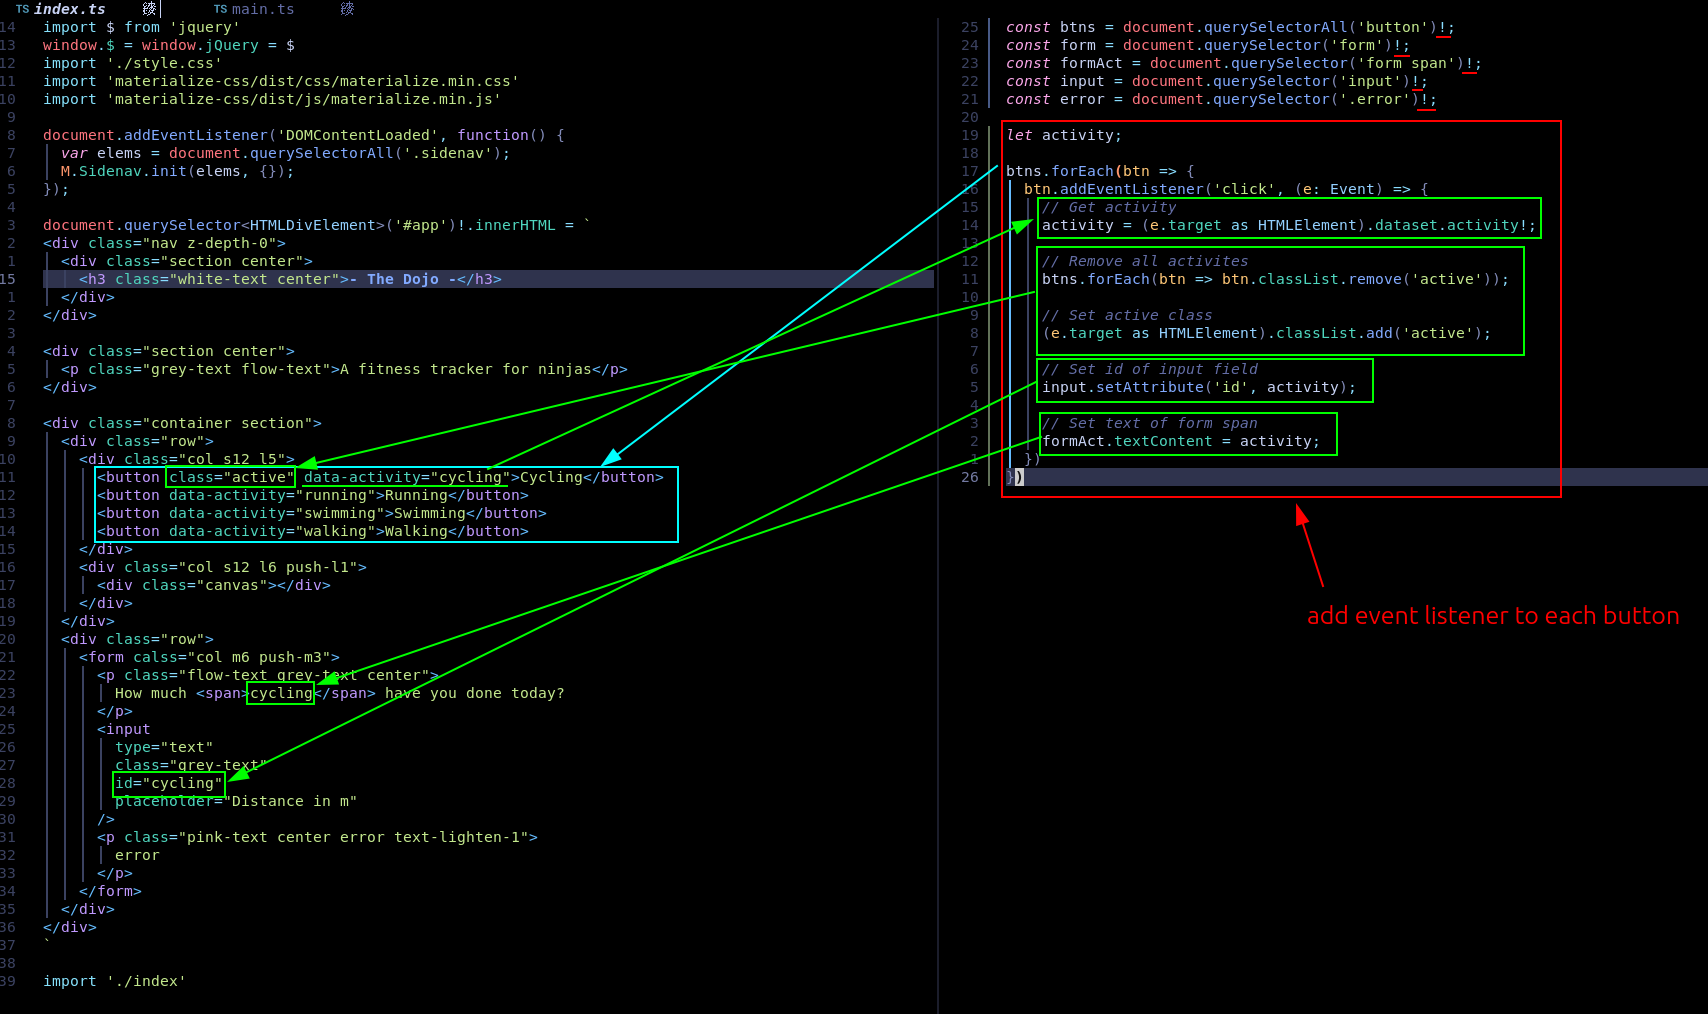 TS index.ts
TS main.ts
14 import $ from 'jquery'
13 window.$ = window.jQuery = $
12 import './style.css'
11 import 'materialize-css/dist/css/materialize.min.css'
10 import 'materialize-css/dist/js/materialize.min.js'
9
8 document.addEventListener('DOMContentLoaded', function() {
7 var elems = document.querySelectorAll('.sidenav');
6 M.Sidenav.init(elems, {});
5 });
4
3 document.querySelector<HTMLDivElement>('#app')!.innerHTML = `
2 <div class="nav z-depth-0">
1 <div class="section center">
15 <h3 class="white-text center">- The Dojo -</h3>
1 </div>
2 </div>
3
4 <div class="section center">
5 <p class="grey-text flow-text">A fitness tracker for ninjas</p>
6 </div>
7
8 <div class="container section">
9 <div class="row">
10 <div class="col s12 l5">
11 <button class="active" data-activity="cycling">Cycling</button>
12 <button data-activity="running">Running</button>
13 <button data-activity="swimming">Swimming</button>
14 <button data-activity="walking">Walking</button>
15 </div>
16 <div class="col s12 l6 push-l1">
17 <div class="canvas"></div>
18 </div>
19 </div>
20 <div class="row">
21 <form calss="col m6 push-m3">
22 <p class="flow-text grey-text center">
23 How much <span>cycling</span> have you done today?
24 </p>
25 <input
26 type="text"
27 class="grey-text"
28 id="cycling"
29 placeholder="Distance in m"
30 />
31 <p class="pink-text center error text-lighten-1">
32 error
33 </p>
34 </form>
35 </div>
36 </div>
37 `
38
39 import './index'
25 const btns = document.querySelectorAll('button')!;
24 const form = document.querySelector('form')!;
23 const formAct = document.querySelector('form span')!;
22 const input = document.querySelector('input')!;
21 const error = document.querySelector('.error')!;
20
19 let activity;
18
17 btns.forEach(btn => {
16 btn.addEventListener('click', (e: Event) => {
15 // Get activity
14 activity = (e.target as HTMLElement).dataset.activity!;
13
12 // Remove all activites
11 btns.forEach(btn => btn.classList.remove('active'));
10
9 // Set active class
8 (e.target as HTMLElement).classList.add('active');
7
6 // Set id of input field
5 input.setAttribute('id', activity);
4
3 // Set text of form span
2 formAct.textContent = activity;
1 })
26 })
add event listener to each button